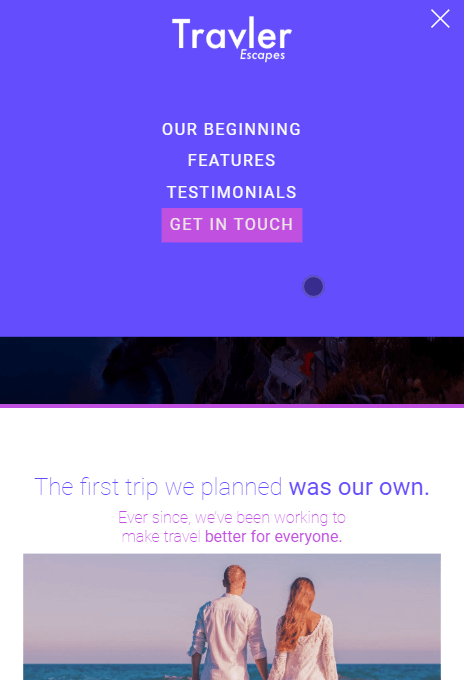 Travler
Escapes
OUR BEGINNING
FEATURES
TESTIMONIALS
GET IN TOUCH
The first trip we planned was our own.
Ever since, we've been working to
make travel better for everyone.